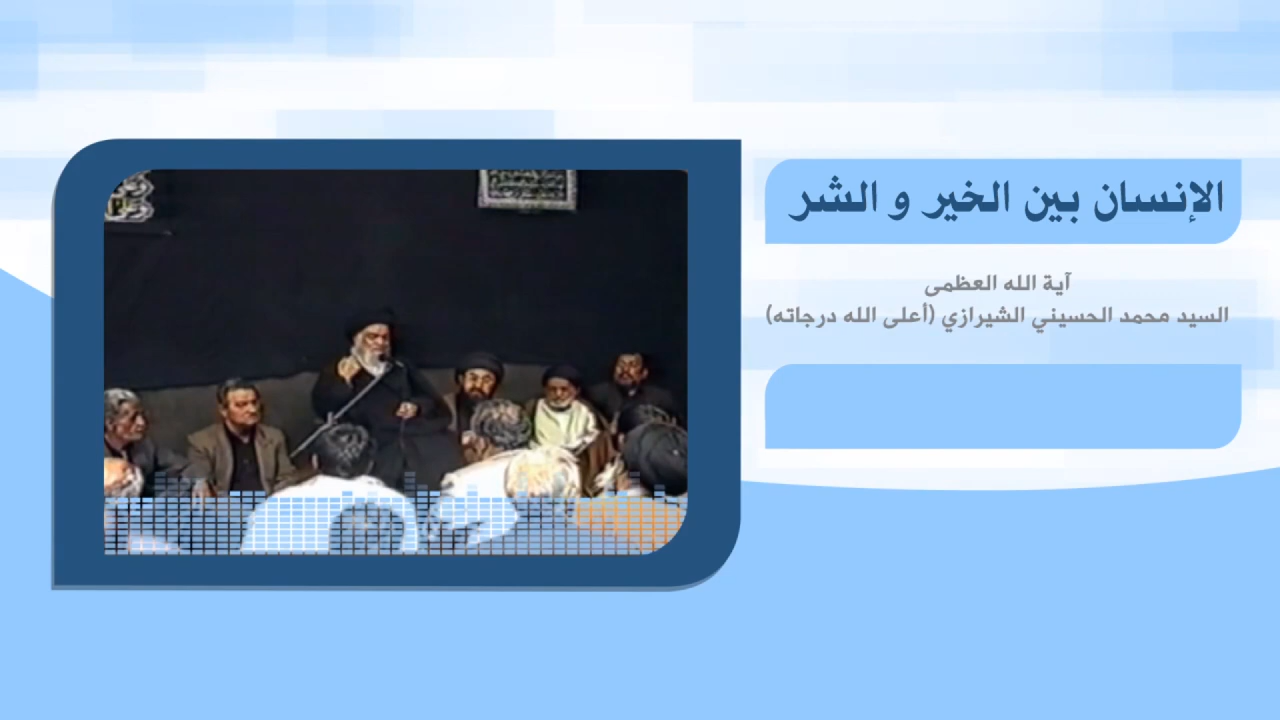 الإنسان بين الخير و الشر
آية الله العظمى
السيد محمد الحسيني الشيرازي (أعلى الله درجاته)